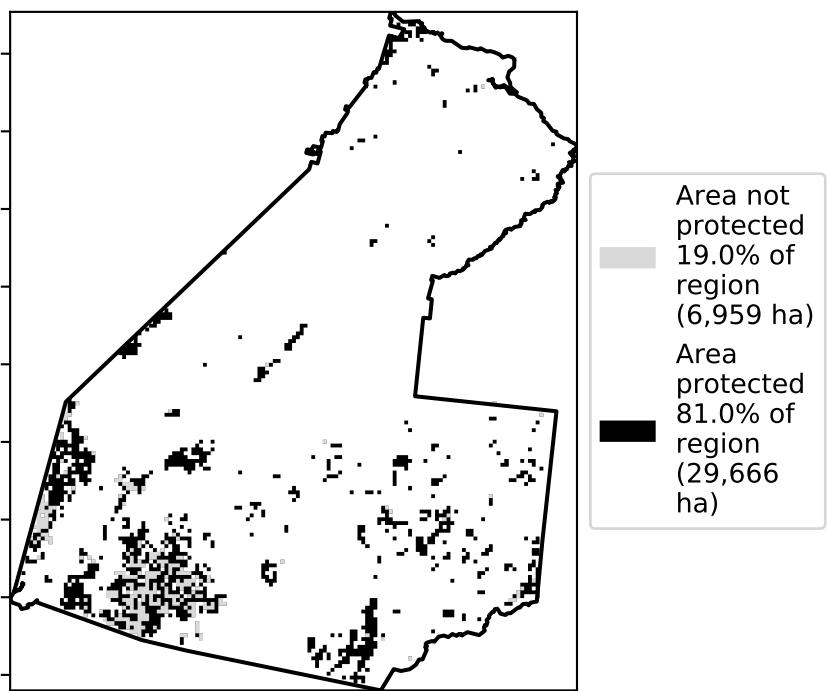 Area not
protected
19.0% of
region
(6,959 ha)
Area
protected
81.0% of
region
(29,666
ha)